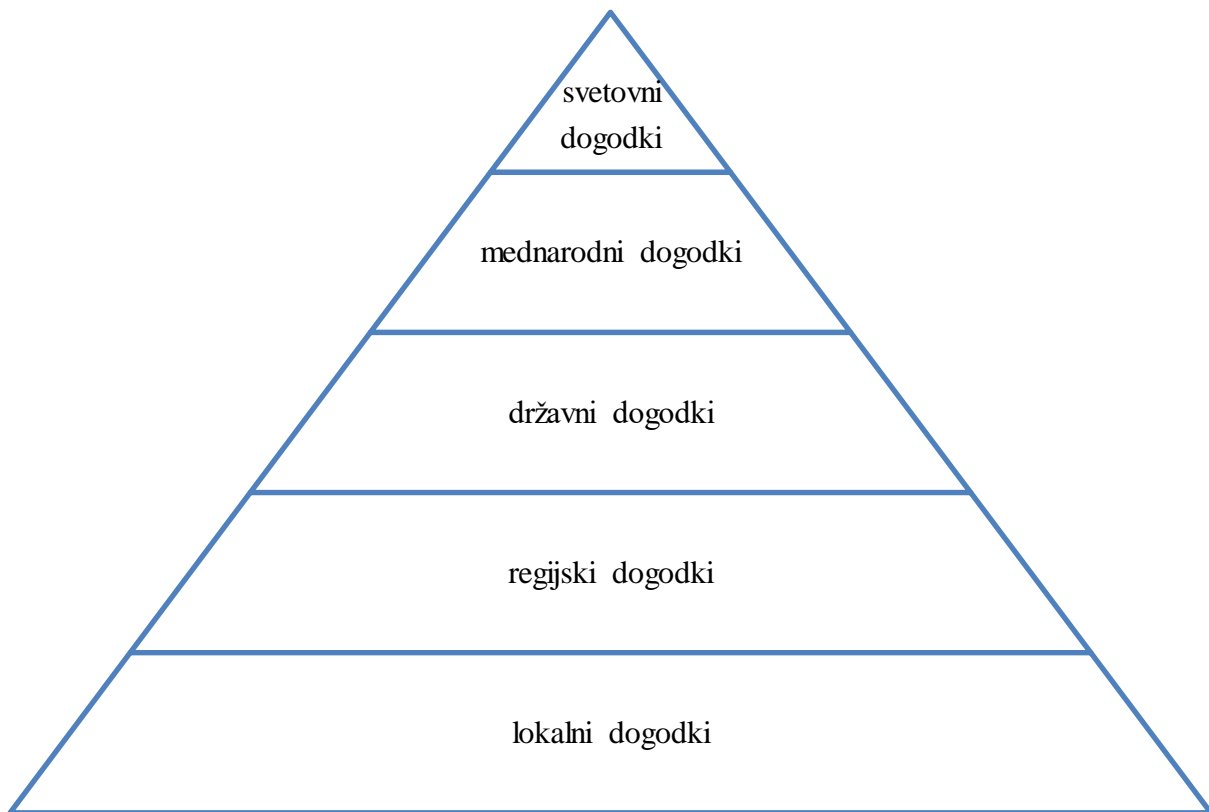 svetovni
dogodki
mednarodni dogodki
državni dogodki
regijski dogodki
lokalni dogodki